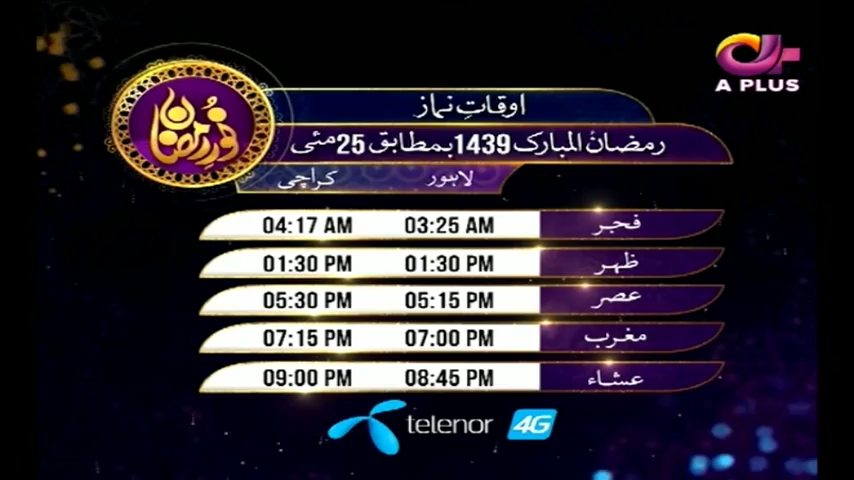 A PLUS
نورِ رمضان
اوقاتِ نماز
رمضان المبارک 1439 بمطابق 25 مئی
لاہور کراچی
فجر 03:25 AM 04:17 AM
ظہر 01:30 PM 01:30 PM
عصر 05:15 PM 05:30 PM
مغرب 07:00 PM 07:15 PM
عشاء 08:45 PM 09:00 PM
telenor 4G